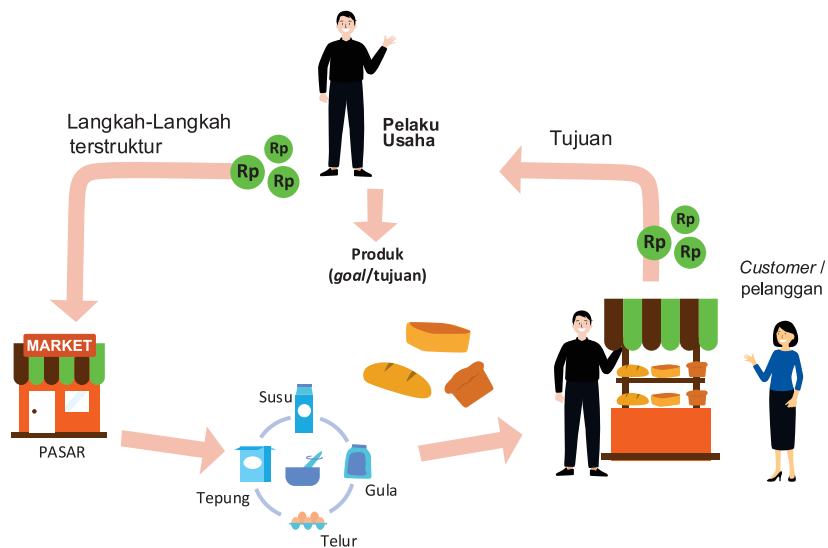 Langkah-Langkah
terstruktur
Rp
Rp
Rp
Pelaku
Usaha
Tujuan
Produk
(goal/tujuan)
Rp
Rp
Rp
Customer /
pelanggan
MARKET
PASAR
Susu
Tepung
Gula
Telur